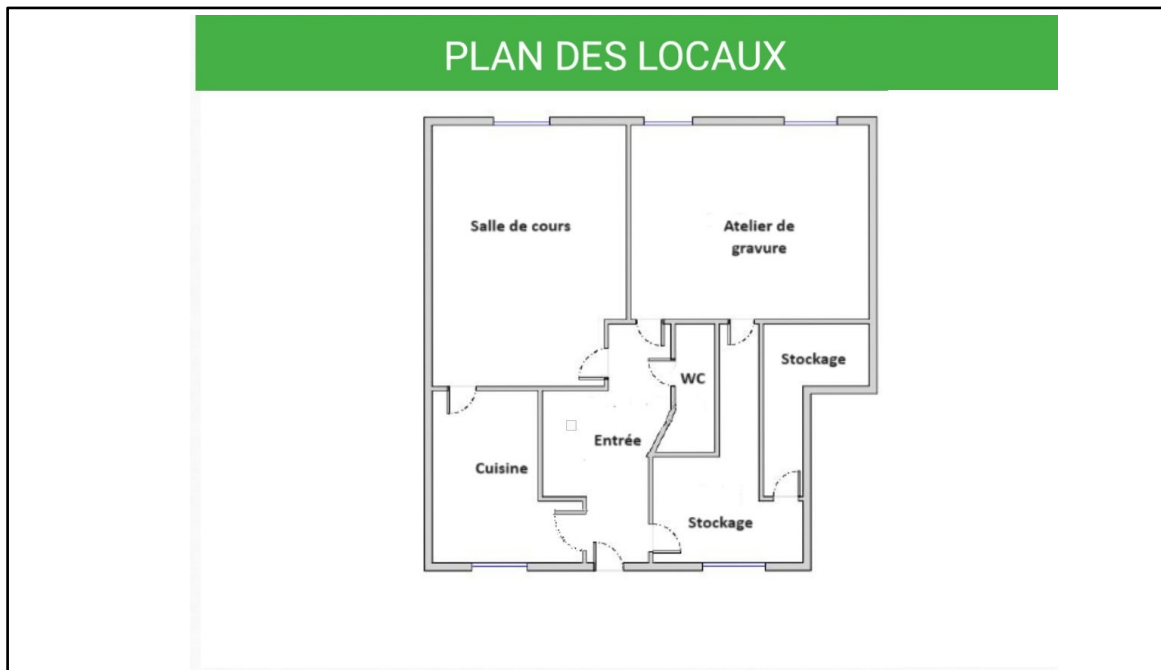 PLAN DES LOCAUX
Salle de cours
Atelier de
gravure
Stockage
WC
Entrée
Cuisine
Stockage